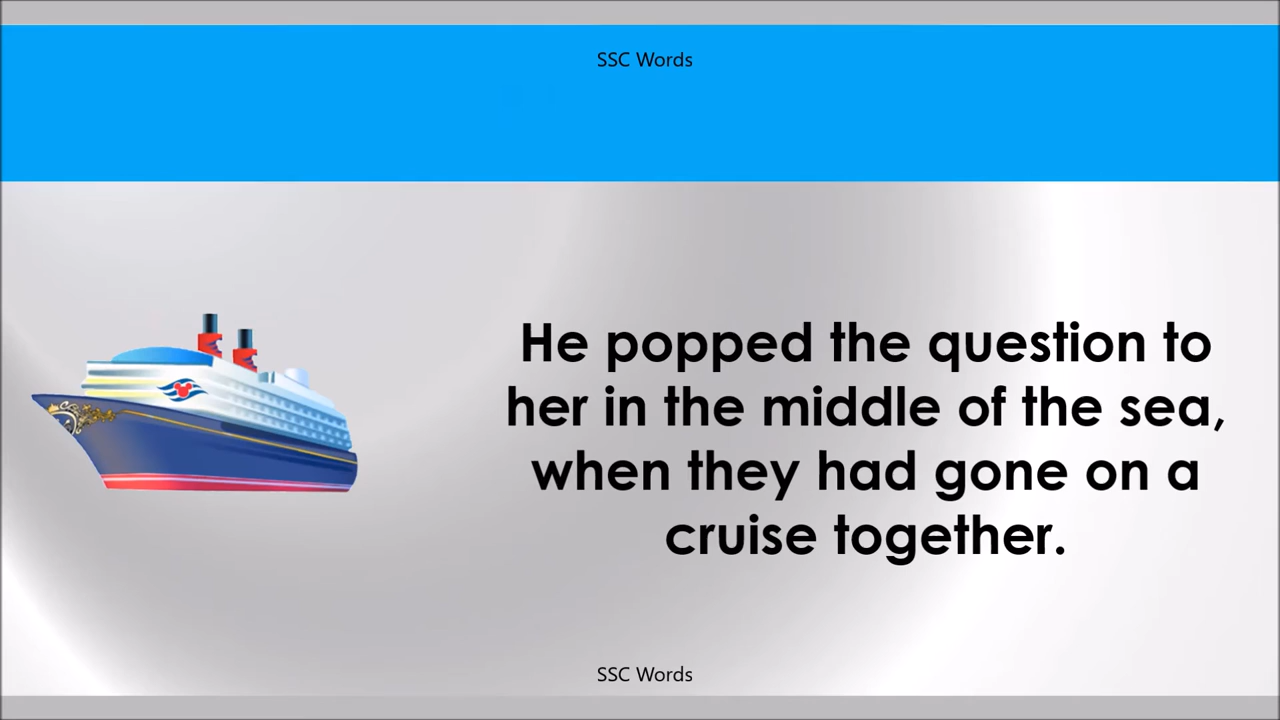 SSC Words
He popped the question to
her in the middle of the sea,
when they had gone on a
cruise together.
SSC Words